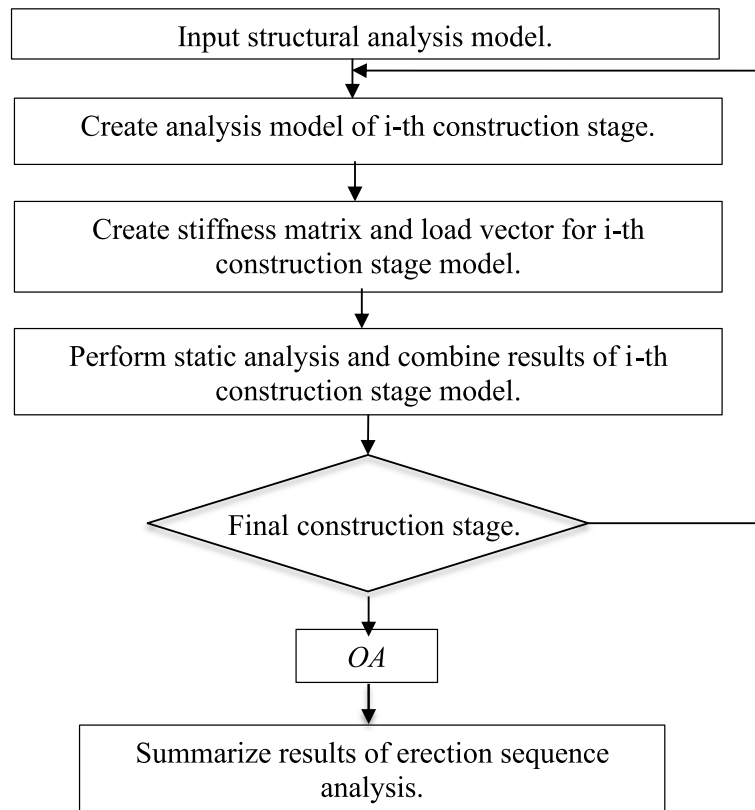 Input structural analysis model.
Create analysis model of i-th construction stage.
Create stiffness matrix and load vector for i-th
construction stage model.
Perform static analysis and combine results of i-th
construction stage model.
Final construction stage.
OA
Summarize results of erection sequence
analysis.